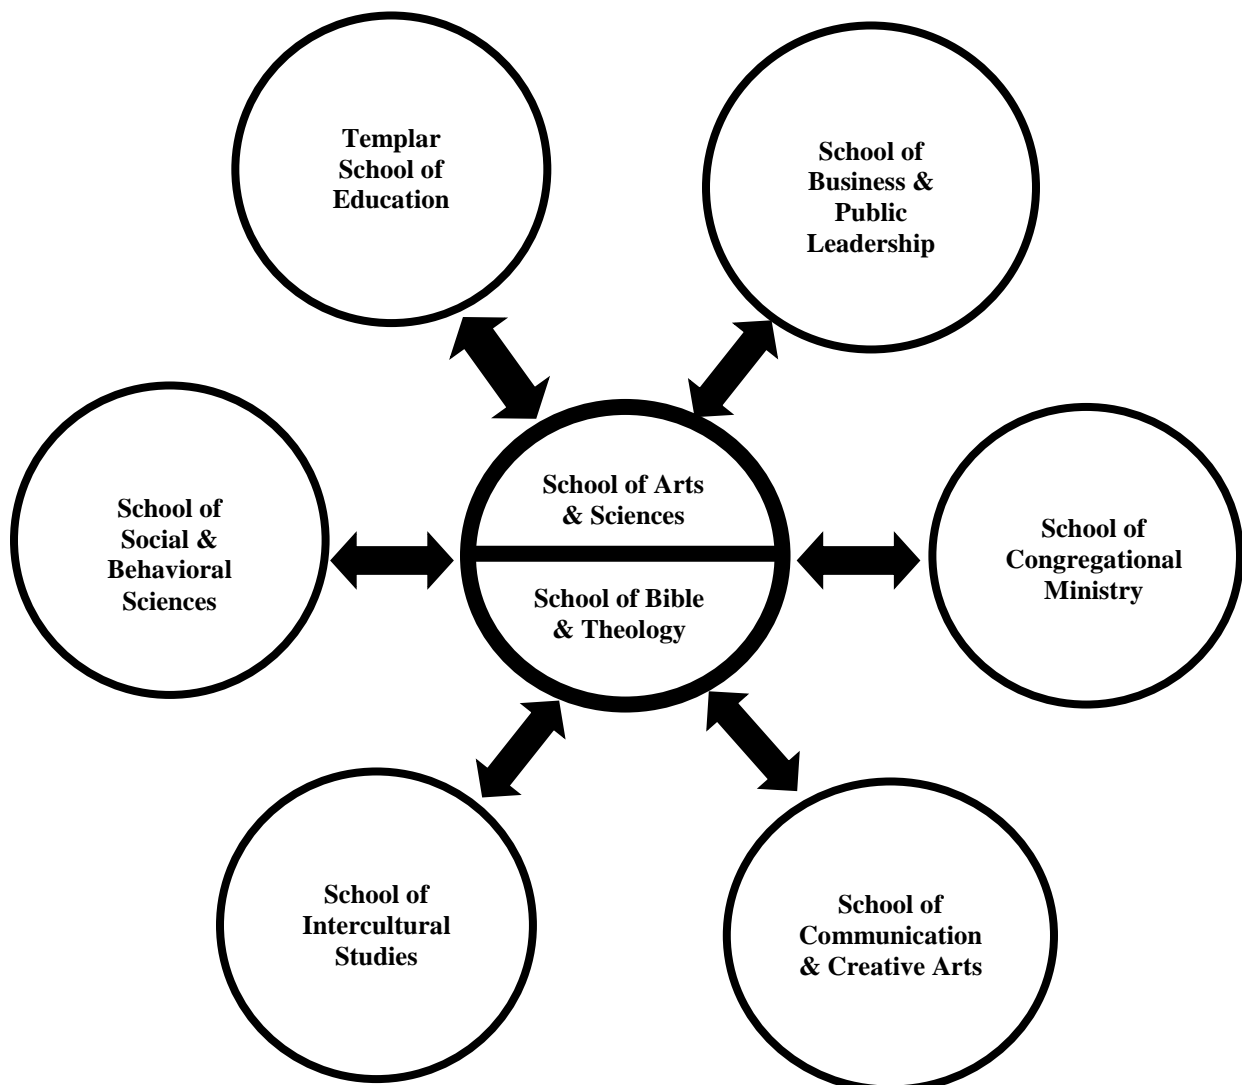 Templar
School of
Education
School of
Business &
Public
Leadership
School of
Social &
Behavioral
Sciences
School of Arts
& Sciences
School of Bible
& Theology
School of
Congregational
Ministry
School of
Intercultural
Studies
School of
Communication
& Creative Arts